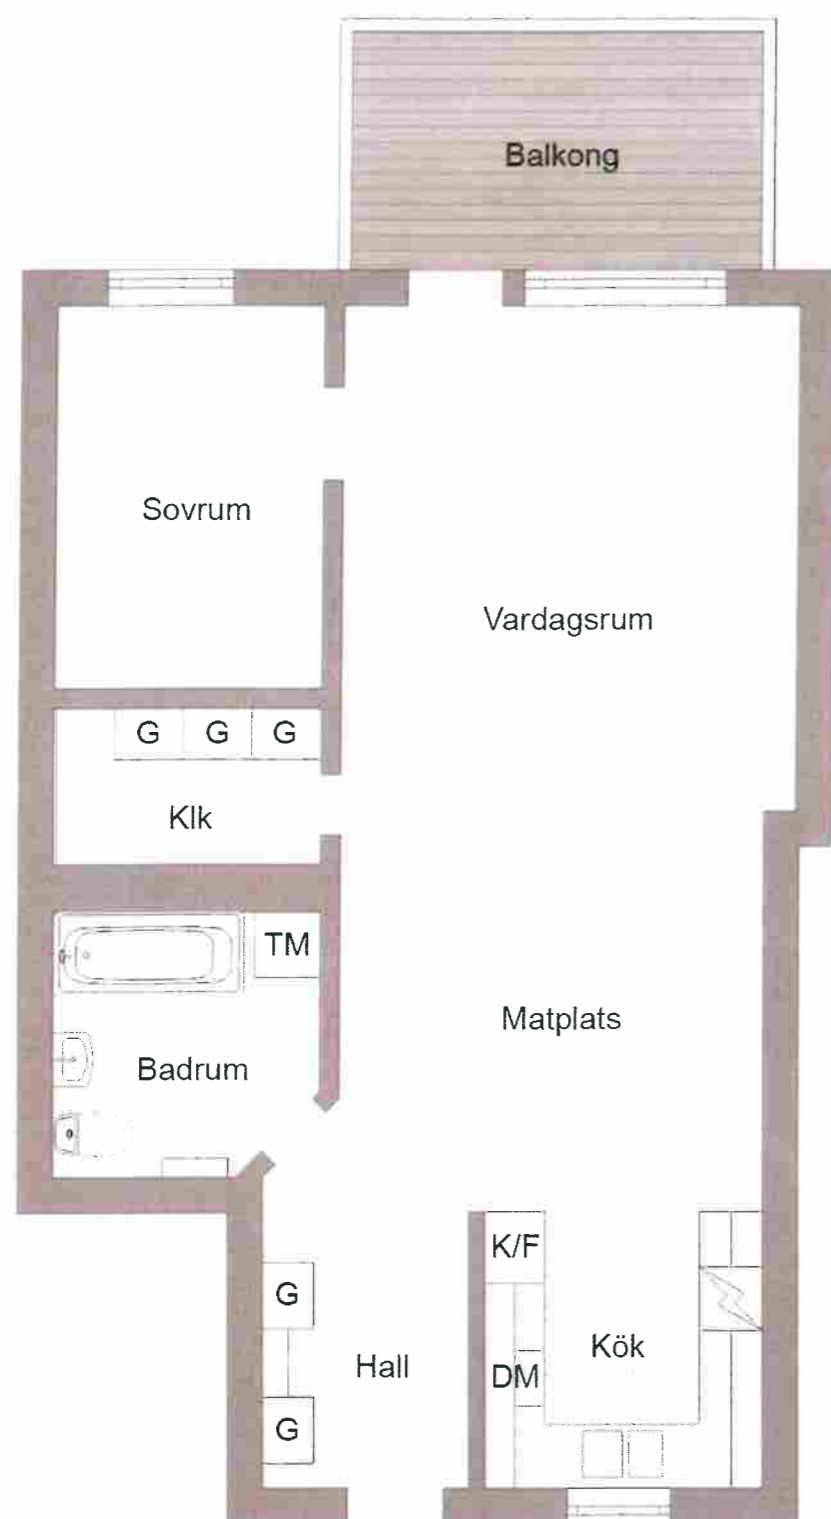 Balkong
Sovrum
Vardagsrum
G G G
Klk
TM
Matplats
Badrum
K/F
G
Kök
Hall
DM
G